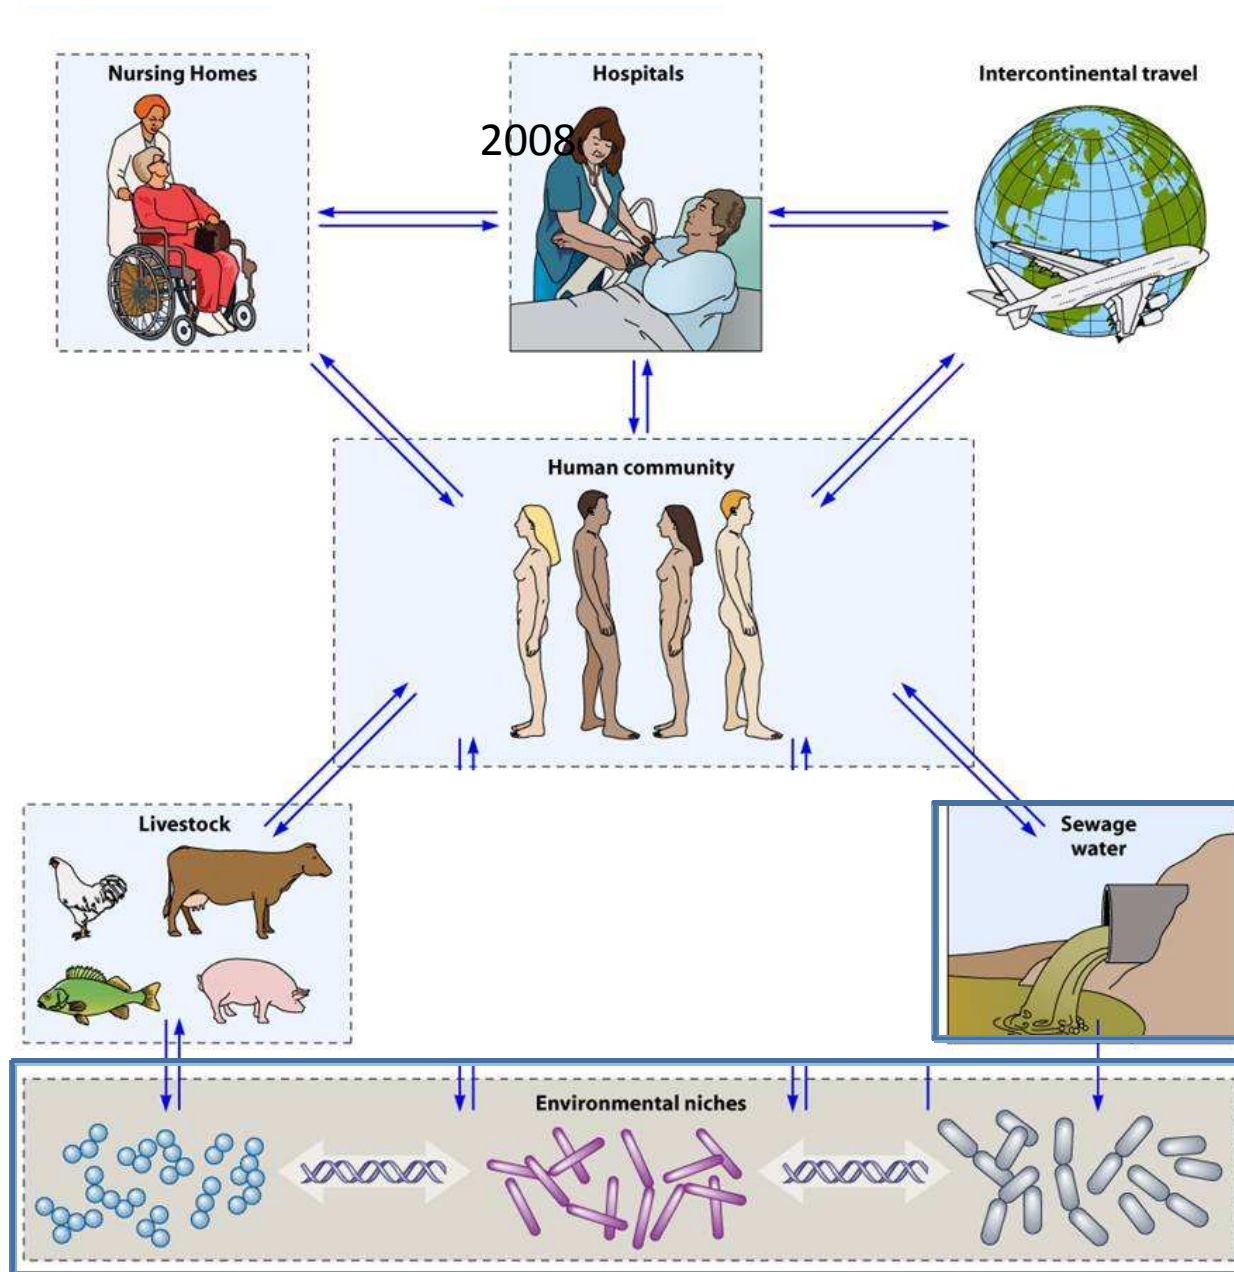 Nursing Homes
Hospitals
Intercontinental travel
2008
Human community
Livestock
Sewage
water
Environmental niches